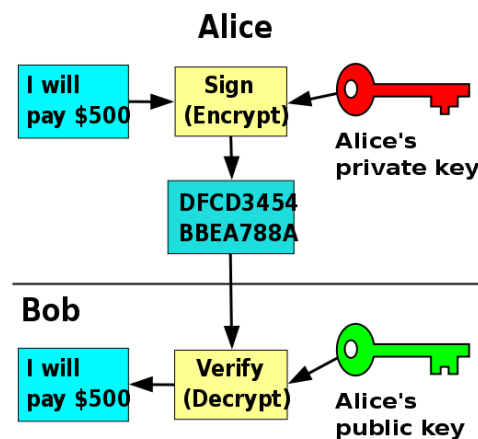 Alice
I will
pay $500
Sign
(Encrypt)
Alice's
private key
DFCD3454
BBEA788A
Bob
I will
pay $500
Verify
(Decrypt)
Alice's
public key